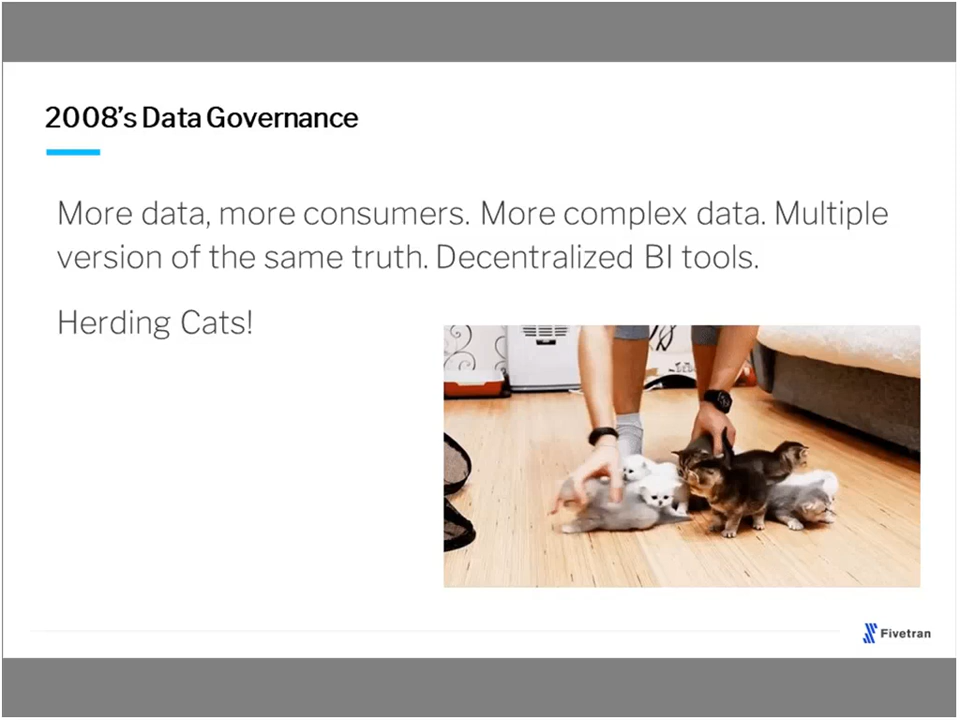 2008’s Data Governance
More data, more consumers. More complex data. Multiple
version of the same truth. Decentralized BI tools.
Herding Cats!
Fivetran